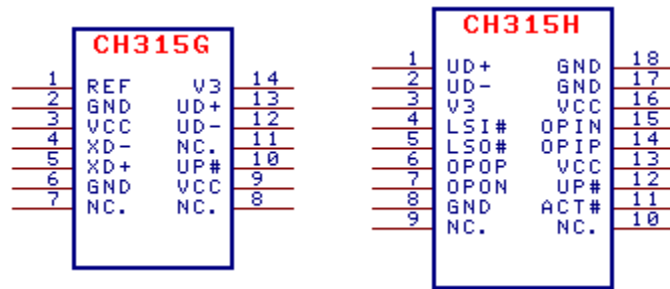 CH315G
1 REF V3 14
2 GND UD+ 13
3 VCC UD- 12
4 XD- NC. 11
5 XD+ UP# 10
6 GND VCC 9
7 NC. NC. 8
CH315H
1 UD+ GND 18
2 UD- GND 17
3 V3 VCC 16
4 LSI# OPIN 15
5 LSO# OPIP 14
6 OPOP VCC 13
7 OPON UP# 12
8 GND ACT# 11
9 NC. NC. 10